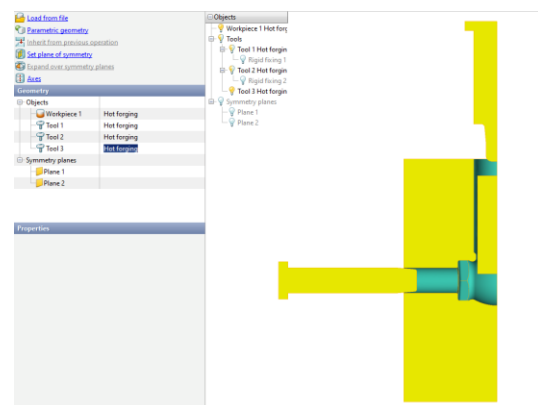 Load from file
Parametric geometry
Inherit from previous operation
Set plane of symmetry
Expand over symmetry planes
Axes
Geometry
Objects
Workpiece 1 Hot forging
Tool 1 Hot forging
Tool 2 Hot forging
Tool 3 Hot forging
Symmetry planes
Plane 1
Plane 2
Properties
Objects
Workpiece 1 Hot forg
Tools
Tool 1 Hot forgin
Rigid fixing 1
Tool 2 Hot forgin
Rigid fixing 2
Tool 3 Hot forgin
Symmetry planes
Plane 1
Plane 2